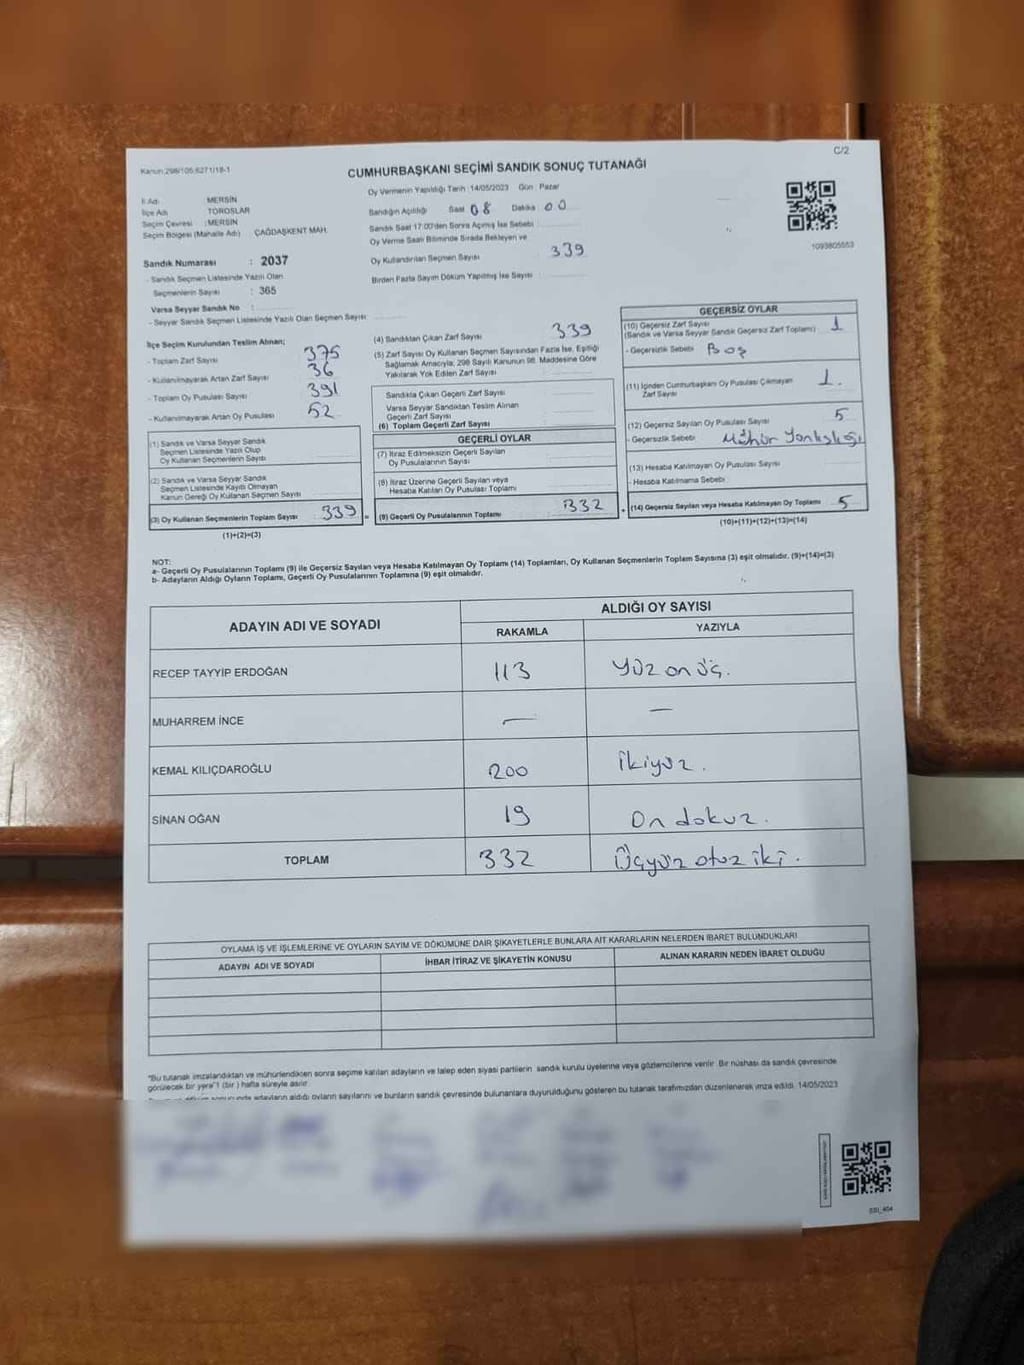 C/2
Kanun:298/105,6271/18-1
CUMHURBAŞKANI SEÇİMİ SANDIK SONUÇ TUTANAĞI
Oy Vermenin Yapıldığı Tarih :14/05/2023 Gün : Pazar
İl Adı : MERSİN
İlçe Adı : TOROSLAR
Seçim Çevresi : MERSİN
Seçim Bölgesi (Mahalle Adı) : ÇAĞDAŞKENT MAH.
Sandığın Açıldığı Saat 08 Dakika 00
Sandık Saat 17:00'den Sonra Açılmış İse Sebebi :
Oy Verme Saati Bitiminde Sırada Bekleyen ve
Oy Kullandırılan Seçmen Sayısı 339
Birden Fazla Sayım Döküm Yapılmış İse Sayısı :
1093805553
Sandık Numarası : 2037
- Sandık Seçmen Listesinde Yazılı Olan
Seçmenlerin Sayısı : 365
Varsa Seyyar Sandık No :
- Seyyar Sandık Seçmen Listesinde Yazılı Olan Seçmen Sayısı
İlçe Seçim Kurulundan Teslim Alınan;
- Toplam Zarf Sayısı 375
- Kullanılmayarak Artan Zarf Sayısı 36
- Toplam Oy Pusulası Sayısı 391
- Kullanılmayarak Artan Oy Pusulası 52
(1) Sandık ve Varsa Seyyar Sandık
Seçmen Listesinde Yazılı Olup
Oy Kullanan Seçmenlerin Sayısı
(2) Sandık ve Varsa Seyyar Sandık
Seçmen Listesinde Kayıtlı Olmayan
Kanun Gereği Oy Kullanan Seçmen Sayısı
(3) Oy Kullanan Seçmenlerin Toplam Sayısı 339 =
(1)+(2)=(3)
(4) Sandıktan Çıkan Zarf Sayısı 339
(5) Zarf Sayısı Oy Kullanan Seçmen Sayısından Fazla İse, Eşitliği
Sağlamak Amacıyla, 298 Sayılı Kanunun 98. Maddesine Göre
Yakılarak Yok Edilen Zarf Sayısı
Sandıkta Çıkan Geçerli Zarf Sayısı
Varsa Seyyar Sandıktan Teslim Alınan
Geçerli Zarf Sayısı
(6) Toplam Geçerli Zarf Sayısı
GEÇERLİ OYLAR
(7) İtiraz Edilmeksizin Geçerli Sayılan
Oy Pusulalarının Sayısı
(8) İtiraz Üzerine Geçerli Sayılan veya
Hesaba Katılan Oy Pusulası Toplamı
(9) Geçerli Oy Pusulalarının Toplamı 332 +
GEÇERSİZ OYLAR
(10) Geçersiz Zarf Sayısı 1
(Sandık ve Varsa Seyyar Sandık Geçersiz Zarf Toplamı)
- Geçersizlik Sebebi : Boş
(11) İçinden Cumhurbaşkanı Oy Pusulası Çıkmayan 1.
Zarf Sayısı
(12) Geçersiz Sayılan Oy Pusulası Sayısı 5
- Geçersizlik Sebebi : Mühür Yanlışlığı
(13) Hesaba Katılmayan Oy Pusulası Sayısı
- Hesaba Katılmama Sebebi
(14) Geçersiz Sayılan veya Hesaba Katılmayan Oy Toplamı 5
(10)+(11)+(12)+(13)=(14)
NOT:
a- Geçerli Oy Pusulalarının Toplamı (9) ile Geçersiz Sayılan veya Hesaba Katılmayan Oy Toplamı (14) Toplamları, Oy Kullanan Seçmenlerin Toplam Sayısına (3) eşit olmalıdır. (9)+(14)=(3)
b- Adayların Aldığı Oyların Toplamı, Geçerli Oy Pusulalarının Toplamına (9) eşit olmalıdır.
ADAYIN ADI VE SOYADI ALDIĞI OY SAYISI
RAKAMLA YAZIYLA
RECEP TAYYİP ERDOĞAN 113 Yüz onüç.
MUHARREM İNCE — —
KEMAL KILIÇDAROĞLU 200 İkiyüz.
SİNAN OĞAN 19 On dokuz.
TOPLAM 332 Üçyüz otuz iki.
OYLAMA İŞ VE İŞLEMLERİNE VE OYLARIN SAYIM VE DÖKÜMÜNE DAİR ŞİKAYETLERLE BUNLARA AİT KARARLARIN NELERDEN İBARET BULUNDUKLARI
ADAYIN ADI VE SOYADI İHBAR İTİRAZ VE ŞİKAYETİN KONUSU ALINAN KARARIN NEDEN İBARET OLDUĞU
"Bu tutanak imzalandıktan ve mühürlendikten sonra seçime katılan adayların ve talep eden siyasi partilerin sandık kurulu üyelerine veya gözlemcilerine verilir. Bir nüshası da sandık çevresinde
görülecek bir yere"1 (bir ) hafta süreyle asılır.
adayların aldığı oyların sayılarını ve bunların sandık çevresinde bulunanlara duyurulduğunu gösteren bu tutanak tarafımızdan düzenlenerek imza edildi. 14/05/2023
SSI_404